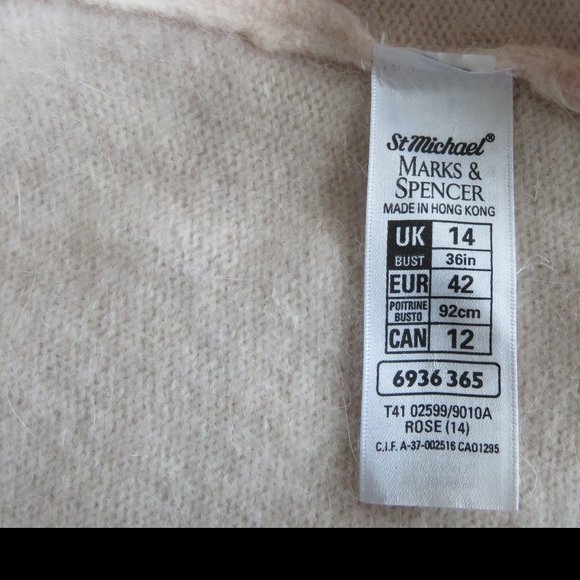 St Michael®
MARKS &
SPENCER
MADE IN HONG KONG
UK 14
BUST 36in
EUR 42
POITRINE BUSTO 92cm
CAN 12
6936 365
T41 02599/9010A
ROSE (14)
C.I.F. A-37-002516 CA01295